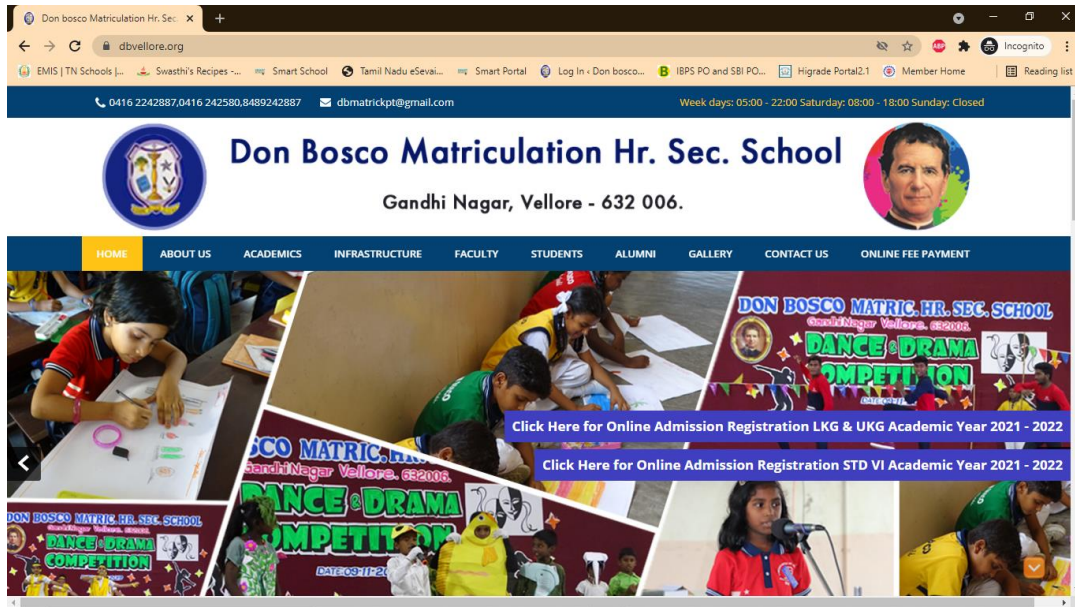 Don bosco Matriculation Hr. Sec
dbvellore.org
ABP
Incognito
EMIS | TN Schools |...
Swasthi's Recipes -...
Smart School
Tamil Nadu eSevai...
Smart Portal
Log In ‹ Don bosco...
IBPS PO and SBI PO...
Higrade Portal2.1
Member Home
Reading list
0416 2242887,0416 242580,8489242887
dbmatrickpt@gmail.com
Week days: 05:00 - 22:00 Saturday: 08:00 - 18:00 Sunday: Closed
Don Bosco Matriculation Hr. Sec. School
Gandhi Nagar, Vellore - 632 006.
HOME
ABOUT US
ACADEMICS
INFRASTRUCTURE
FACULTY
STUDENTS
ALUMNI
GALLERY
CONTACT US
ONLINE FEE PAYMENT
DON BOSCO MATRIC. HR. SEC. SCHOOL
Gandhi Nagar Vellore. 632006.
DANCE & DRAMA
Click Here for Online Admission Registration LKG & UKG Academic Year 2021 - 2022
Click Here for Online Admission Registration STD VI Academic Year 2021 - 2022
SCO MATRIC. HR.
Gandhi Nagar Vellore. 632006.
DANCE & DRAMA
DON BOSCO MATRIC. HR. SEC. SCHOOL
DANCE & DRAMA
COMPETITION